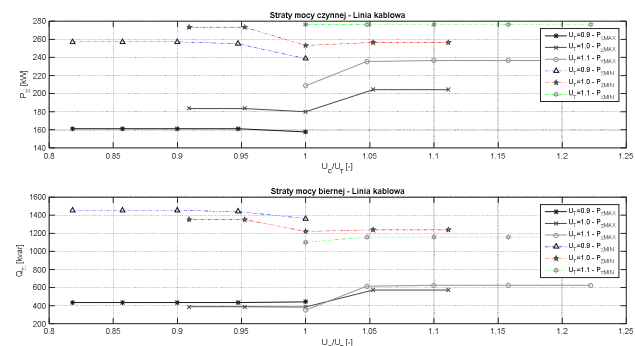 Straty mocy czynnej - Linia kablowa
280
260
240
220
200
180
160
140
0.8 0.85 0.9 0.95 1 1.05 1.1 1.15 1.2 1.25
[kW]
U_C/U_T [-]
U_T=0.9 - P_ΣMAX
U_T=1.0 - P_ΣMAX
U_T=1.1 - P_ΣMAX
U_T=0.9 - P_ΣMIN
U_T=1.0 - P_ΣMIN
U_T=1.1 - P_ΣMIN
Straty mocy biernej - Linia kablowa
1600
1400
1200
1000
800
600
400
200
0.8 0.85 0.9 0.95 1 1.05 1.1 1.15 1.2 1.25
[kvar]
U_T=0.9 - P_ΣMAX
U_T=1.0 - P_ΣMAX
U_T=1.1 - P_ΣMAX
U_T=0.9 - P_ΣMIN
U_T=1.0 - P_ΣMIN
U_T=1.1 - P_ΣMIN